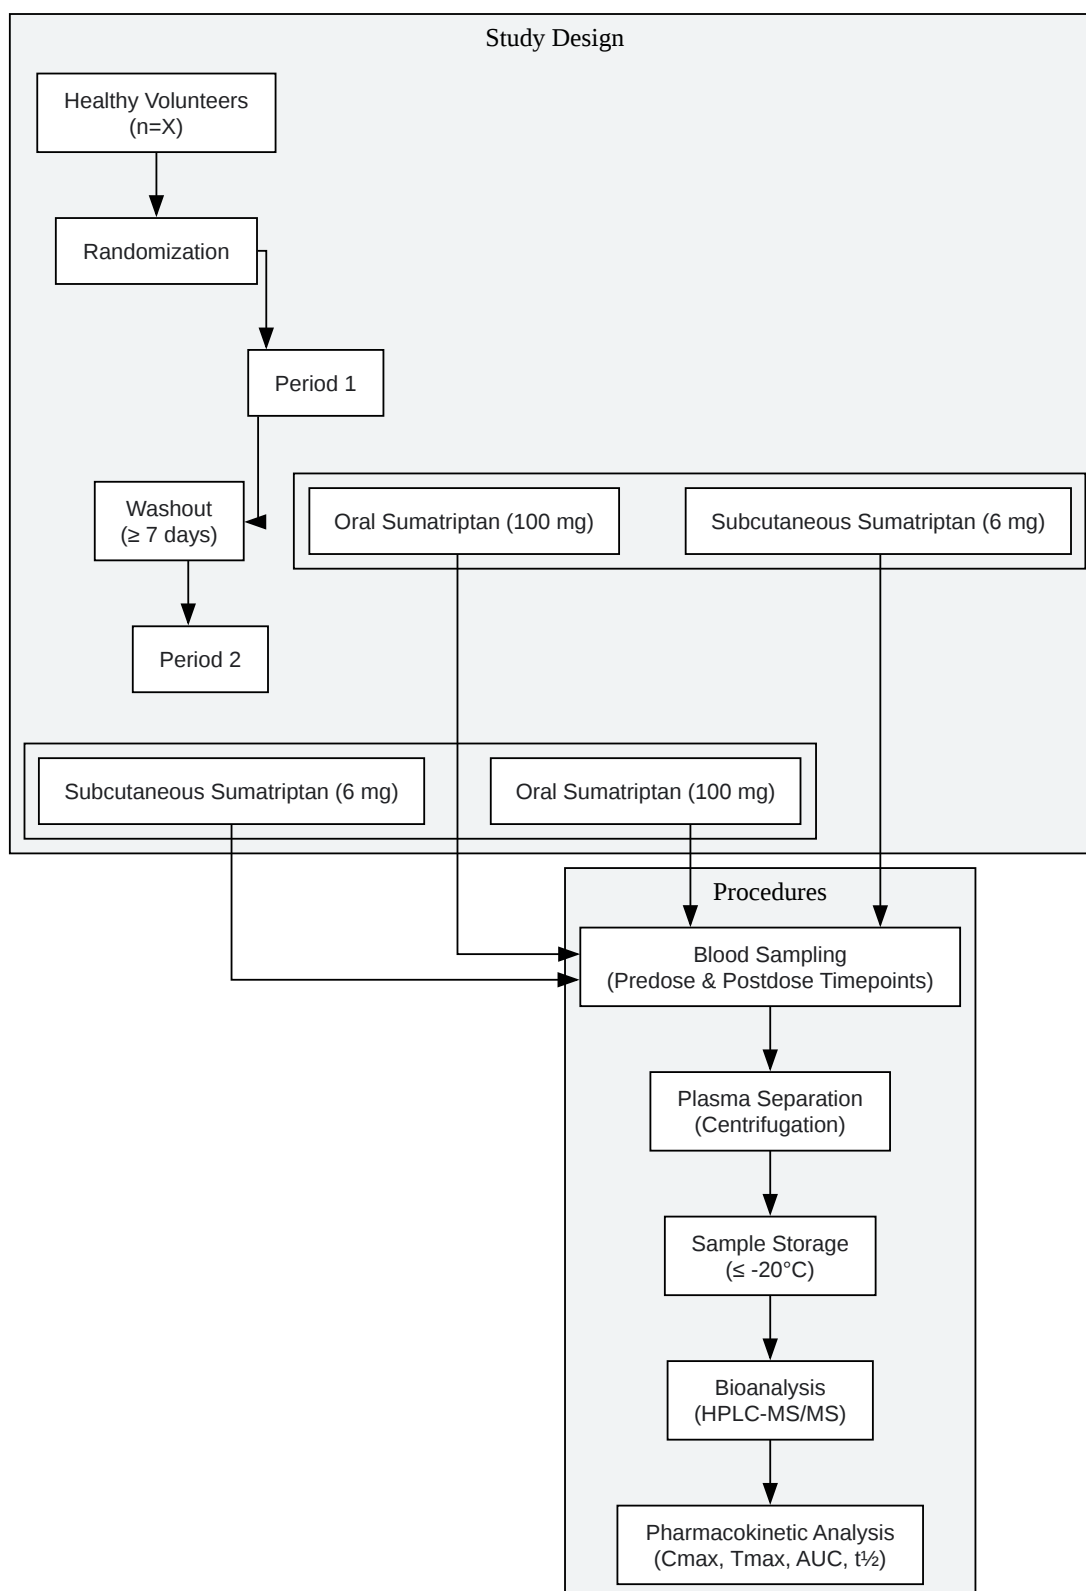 Study Design
Healthy Volunteers
(n=X)
Randomization
Period 1
Washout
(≥ 7 days)
Oral Sumatriptan (100 mg)
Subcutaneous Sumatriptan (6 mg)
Period 2
Subcutaneous Sumatriptan (6 mg)
Oral Sumatriptan (100 mg)
Procedures
Blood Sampling
(Predose & Postdose Timepoints)
Plasma Separation
(Centrifugation)
Sample Storage
(≤ -20°C)
Bioanalysis
(HPLC-MS/MS)
Pharmacokinetic Analysis
(Cmax, Tmax, AUC, t½)